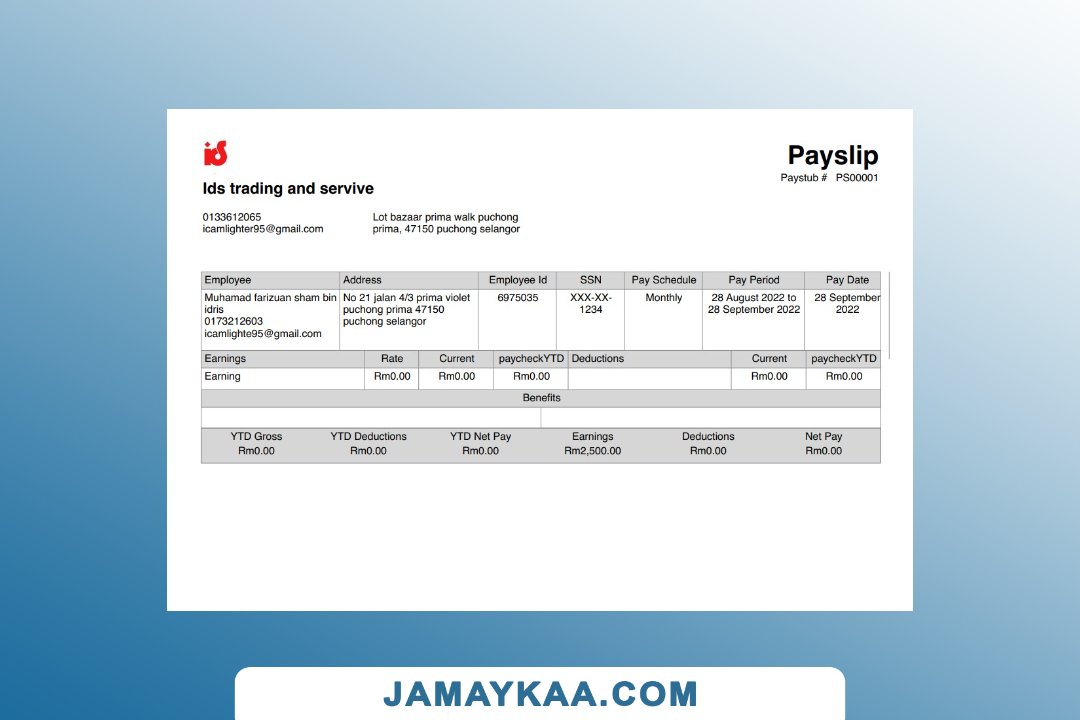 ids
Payslip
Paystub # PS00001
Ids trading and servive
0133612065
icamlighter95@gmail.com
Lot bazaar prima walk puchong
prima, 47150 puchong selangor
Employee Address Employee Id SSN Pay Schedule Pay Period Pay Date
Muhamad farizuan sham bin
idris
0173212603
icamlighte95@gmail.com
No 21 jalan 4/3 prima violet
puchong prima 47150
puchong selangor
6975035
XXX-XX-
1234
Monthly
28 August 2022 to
28 September 2022
28 September
2022
Earnings Rate Current paycheckYTD Deductions Current paycheckYTD
Earning Rm0.00 Rm0.00 Rm0.00 Rm0.00 Rm0.00
Benefits
YTD Gross YTD Deductions YTD Net Pay Earnings Deductions Net Pay
Rm0.00 Rm0.00 Rm0.00 Rm2,500.00 Rm0.00 Rm0.00
JAMAYKAA.COM